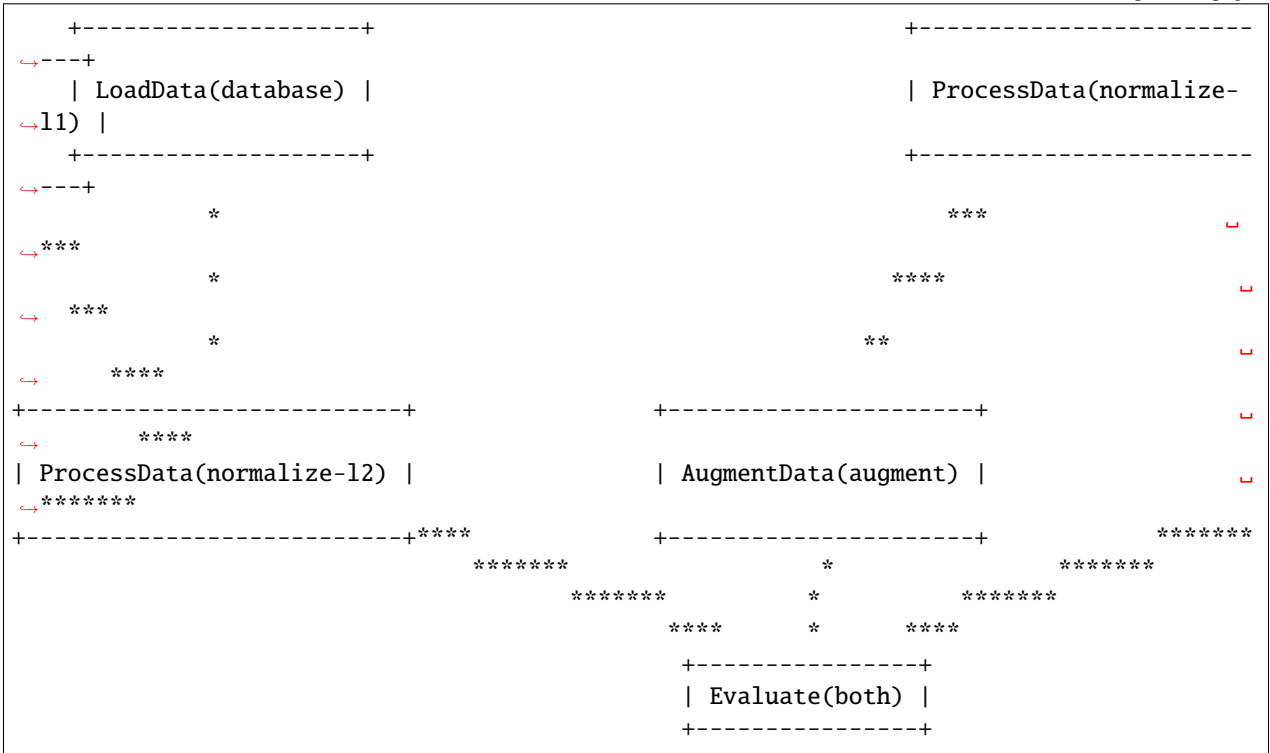 +--------------------+                                      +------------------------
↪---+
    | LoadData(database) |                                      | ProcessData(normalize-
↪l1) |
    +--------------------+                                      +------------------------
↪---+
              *                                                    ***                 ␣
↪***
              *                                                ****                     ␣
↪  ***
              *                                              **                         ␣
↪     ****
+---------------------------+                 +----------------------+                  ␣
↪       ****
| ProcessData(normalize-l2) |                 | AugmentData(augment) |                  ␣
↪*******
+---------------------------+****             +----------------------+            *******
                                 *******                  *                *******
                                        *******          *          *******
                                               ****      *      ****
                                                +----------------+
                                                | Evaluate(both) |
                                                +----------------+